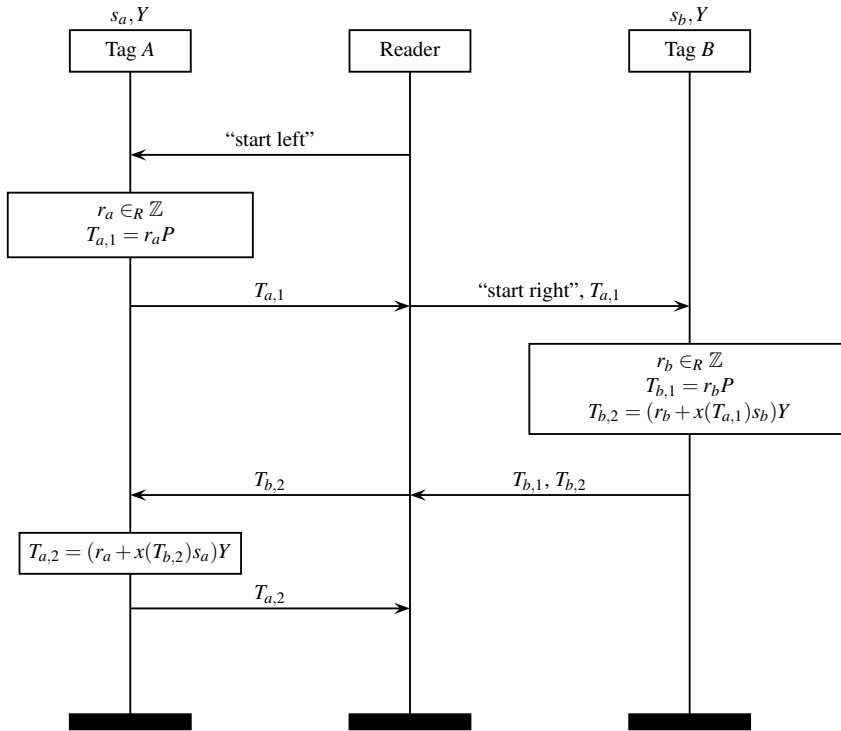 s_a, Y
s_b, Y
Tag A
Reader
Tag B
“start left”
r_a ∈_R ℤ
T_{a,1} = r_a P
T_{a,1}
“start right”, T_{a,1}
r_b ∈_R ℤ
T_{b,1} = r_b P
T_{b,2} = (r_b + x(T_{a,1})s_b)Y
T_{b,2}
T_{b,1}, T_{b,2}
T_{a,2} = (r_a + x(T_{b,2})s_a)Y
T_{a,2}